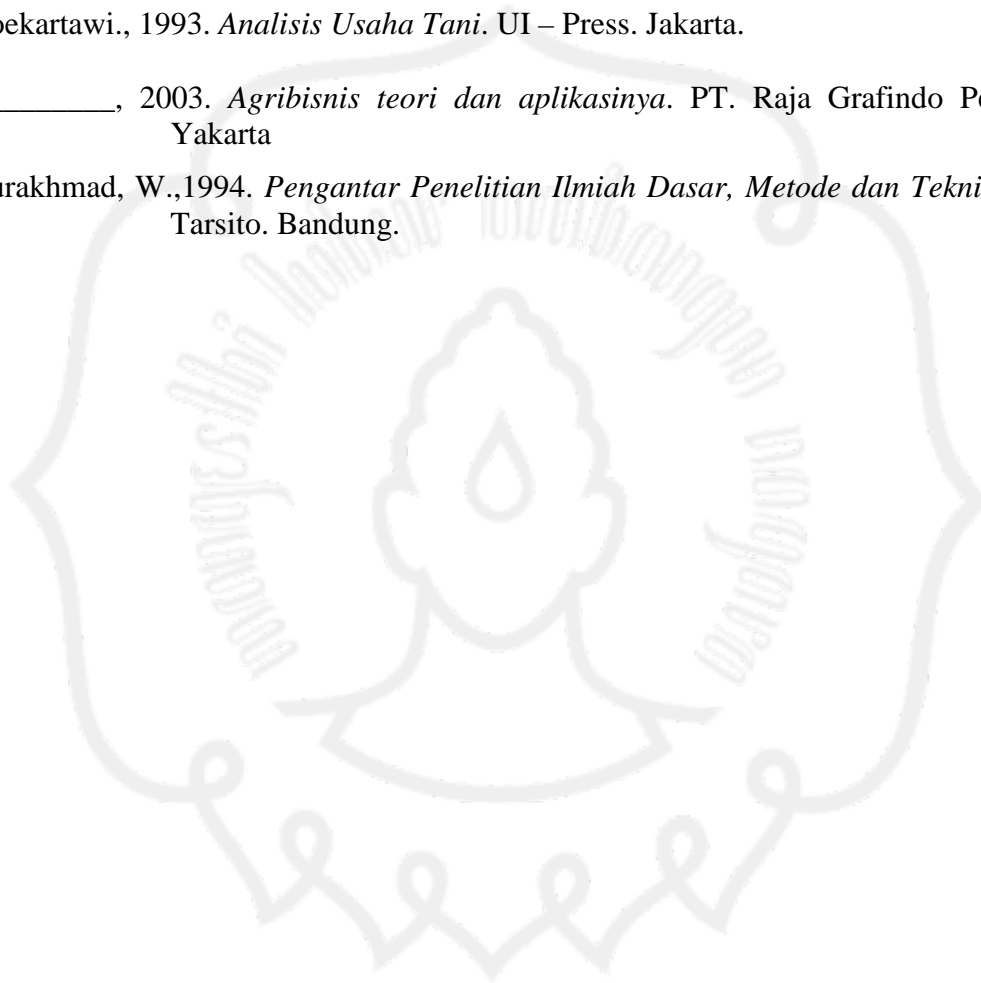 oekartawi., 1993. Analisis Usaha Tani. UI – Press. Jakarta.
________, 2003. Agribisnis teori dan aplikasinya. PT. Raja Grafindo Pe
Yakarta
urakhmad, W.,1994. Pengantar Penelitian Ilmiah Dasar, Metode dan Tekni
Tarsito. Bandung.